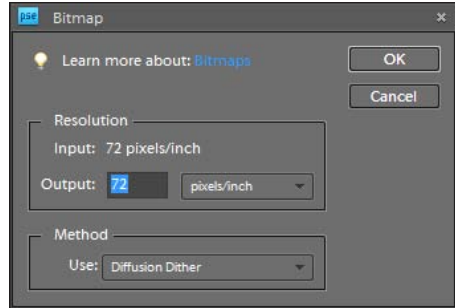 pse Bitmap x
Learn more about: Bitmaps
OK
Cancel
Resolution
Input: 72 pixels/inch
Output: 72 pixels/inch
Method
Use: Diffusion Dither